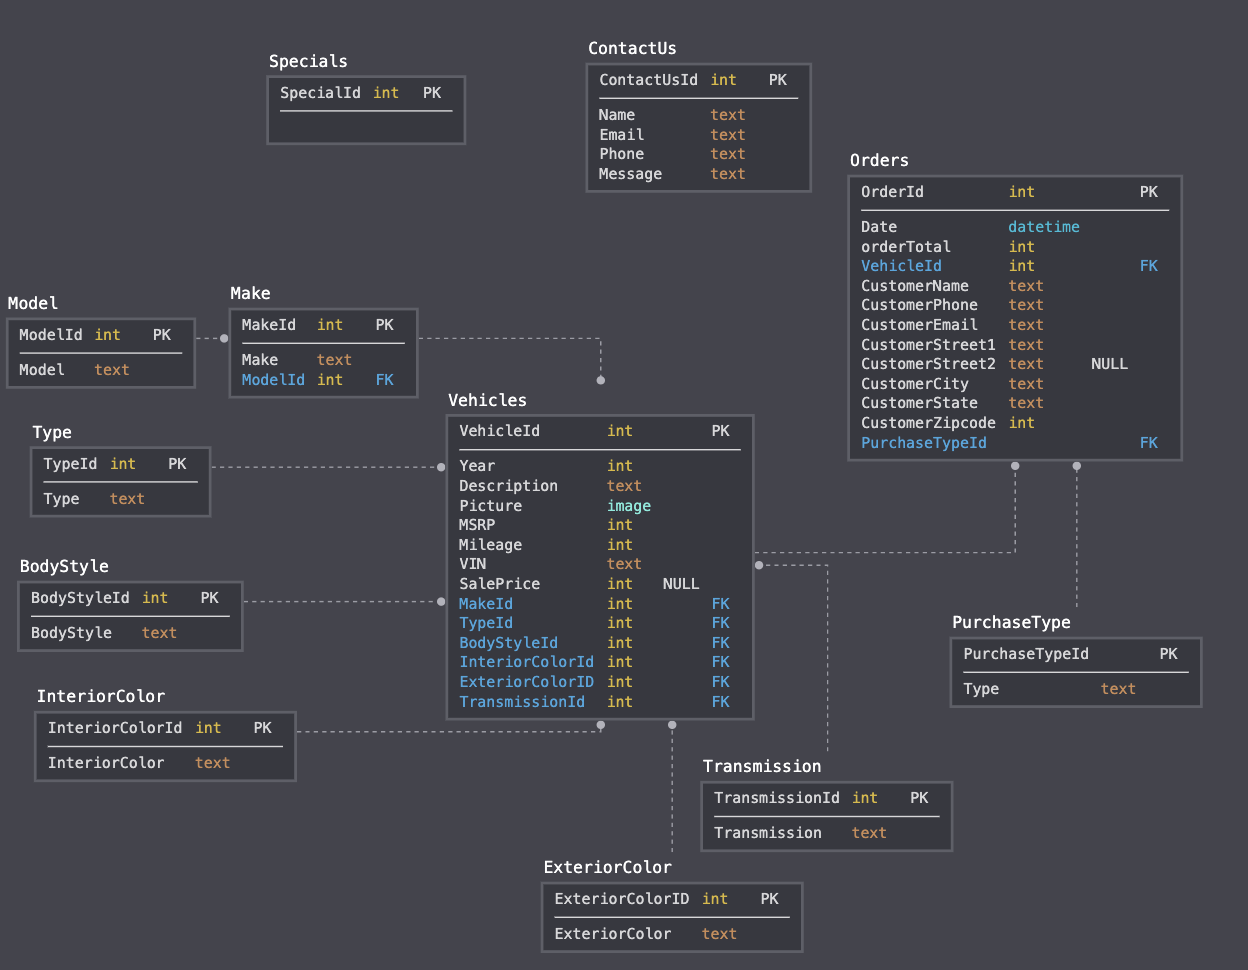 Specials
SpecialId int PK
ContactUs
ContactUsId int PK
Name text
Email text
Phone text
Message text
Orders
OrderId int PK
Date datetime
orderTotal int
VehicleId int FK
CustomerName text
CustomerPhone text
CustomerEmail text
CustomerStreet1 text
CustomerStreet2 text NULL
CustomerCity text
CustomerState text
CustomerZipcode int
PurchaseTypeId FK
Model
ModelId int PK
Model text
Make
MakeId int PK
Make text
ModelId int FK
Type
TypeId int PK
Type text
Vehicles
VehicleId int PK
Year int
Description text
Picture image
MSRP int
Mileage int
VIN text
SalePrice int NULL
MakeId int FK
TypeId int FK
BodyStyleId int FK
InteriorColorId int FK
ExteriorColorID int FK
TransmissionId int FK
BodyStyle
BodyStyleId int PK
BodyStyle text
PurchaseType
PurchaseTypeId PK
Type text
InteriorColor
InteriorColorId int PK
InteriorColor text
Transmission
TransmissionId int PK
Transmission text
ExteriorColor
ExteriorColorID int PK
ExteriorColor text